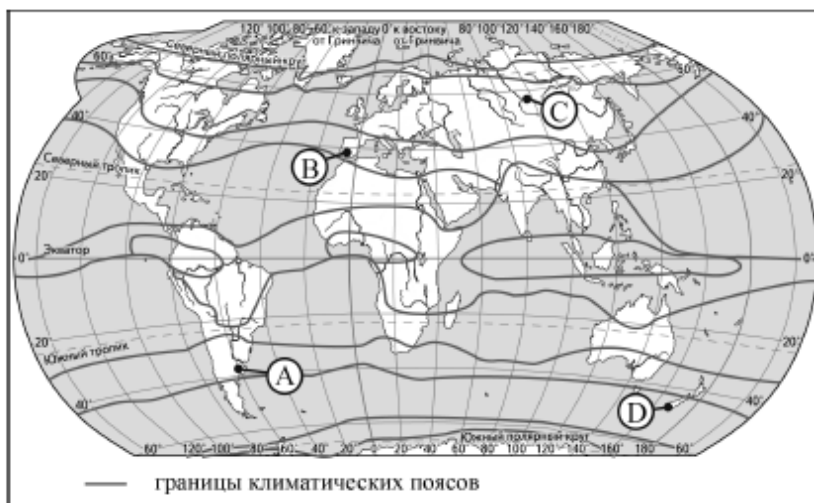 120° 100° 80° 60° к западу 0° к востоку 60° 80° 100° 120° 140° 160° 180°
от Гринвича от Гринвича
Северный полярный круг
60° 60°
40° 40°
C
B
Северный тропик
20° 20°
Экватор
0° 0°
20° 20°
Южный тропик
A
40° 40°
D
Южный полярный круг
60° 120° 100° 80° 60° 40° 20° 0° 20° 40° 60° 80° 100° 120° 140° 160° 180° 60°
границы климатических поясов